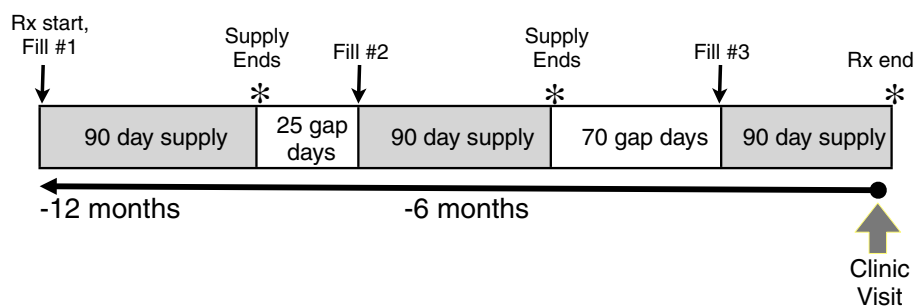 Rx start,
Fill #1
Supply
Ends
Fill #2
Supply
Ends
Fill #3
Rx end
*
*
*
90 day supply
25 gap
days
90 day supply
70 gap days
90 day supply
-12 months
-6 months
Clinic
Visit